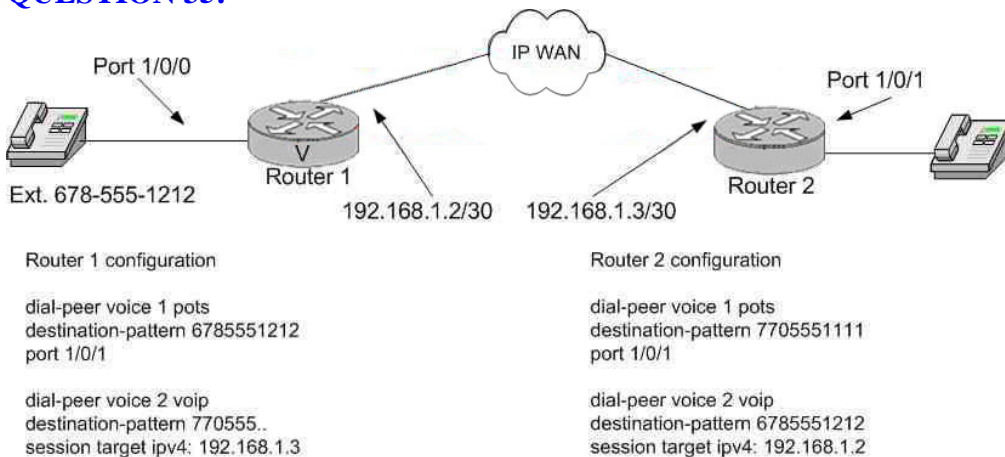 QUESTION 55:
IP WAN
Port 1/0/0
Port 1/0/1
V
Router 1
Router 2
Ext. 678-555-1212
192.168.1.2/30
192.168.1.3/30
Router 1 configuration
dial-peer voice 1 pots
destination-pattern 6785551212
port 1/0/1
dial-peer voice 2 voip
destination-pattern 770555..
session target ipv4: 192.168.1.3
Router 2 configuration
dial-peer voice 1 pots
destination-pattern 7705551111
port 1/0/1
dial-peer voice 2 voip
destination-pattern 6785551212
session target ipv4: 192.168.1.2